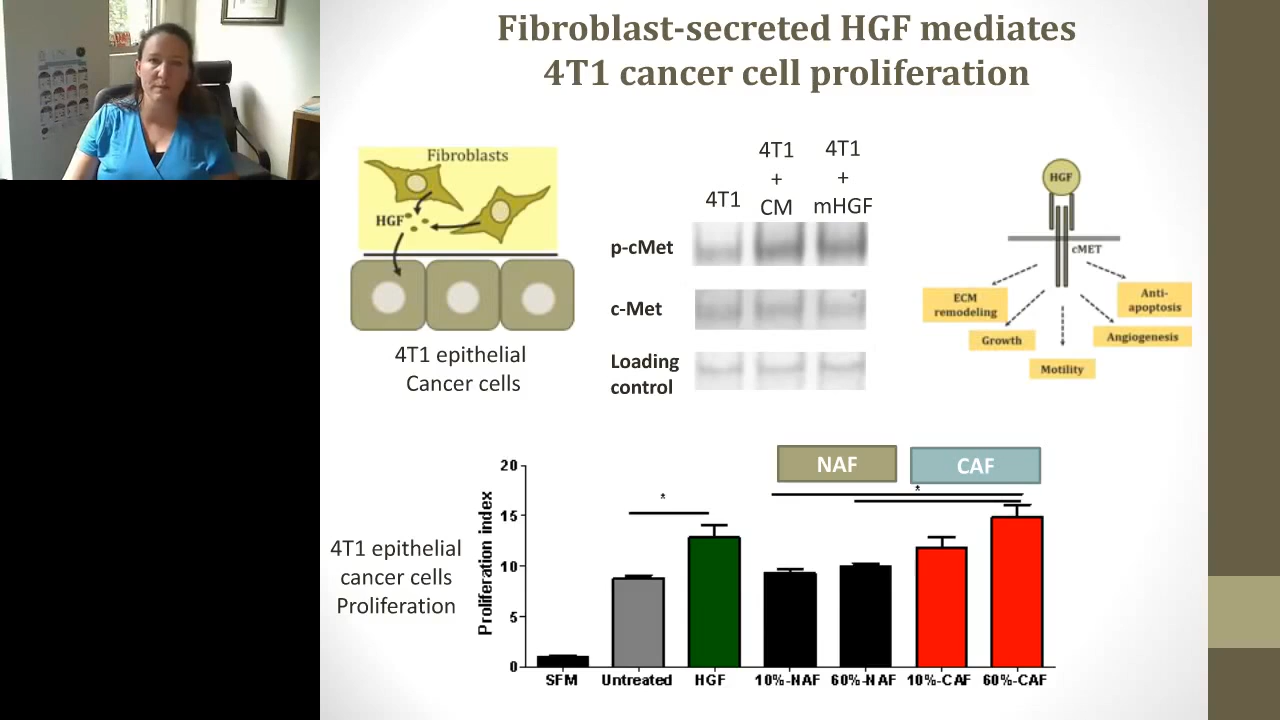 Fibroblast-secreted HGF mediates
4T1 cancer cell proliferation
Fibroblasts
HGF
4T1 epithelial
Cancer cells
4T1
4T1
+
CM
4T1
+
mHGF
p-cMet
c-Met
Loading
control
HGF
cMET
ECM
remodeling
Growth
Motility
Angiogenesis
Anti-
apoptosis
4T1 epithelial
cancer cells
Proliferation
Proliferation index
20
15
10
5
0
*
NAF
CAF
*
SFM
Untreated
HGF
10%-NAF
60%-NAF
10%-CAF
60%-CAF